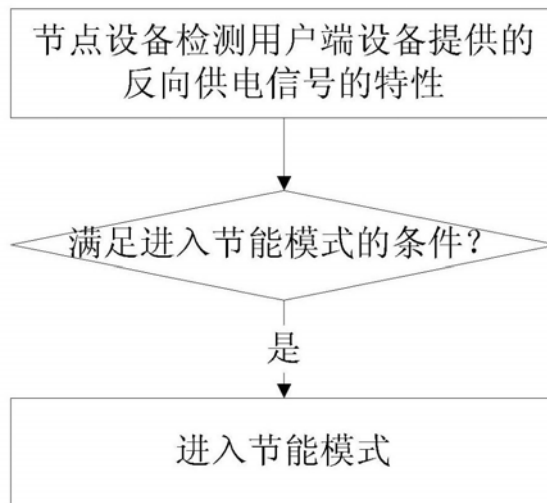 节点设备检测用户端设备提供的
反向供电信号的特性
满足进入节能模式的条件？
是
进入节能模式